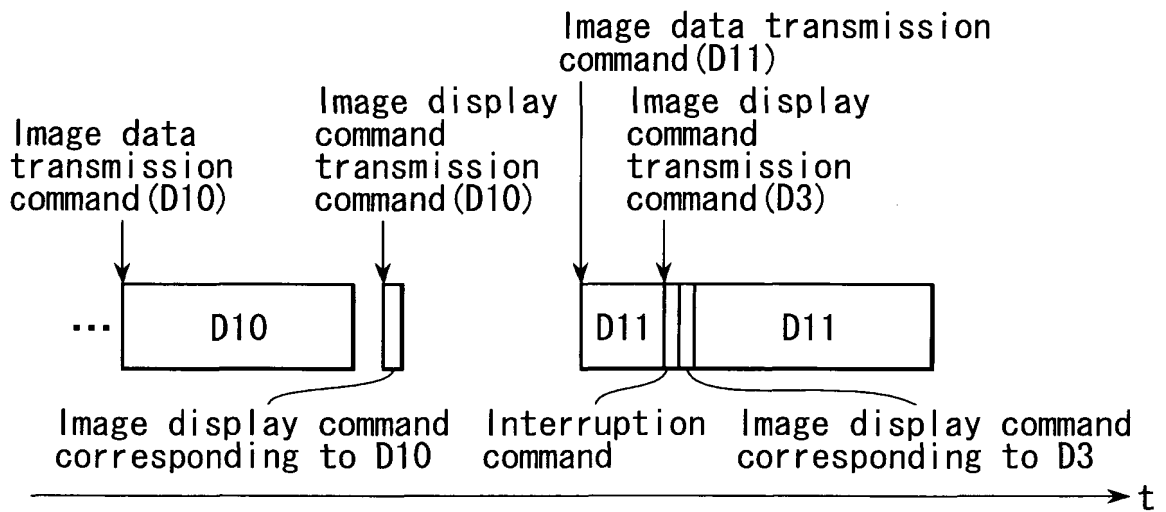 Image data transmission
command(D11)
Image display
command
transmission
command(D10)
Image display
command
transmission
command(D3)
Image data
transmission
command(D10)
... D10
D11
D11
Image display command
corresponding to D10
Interruption
command
Image display command
corresponding to D3
t